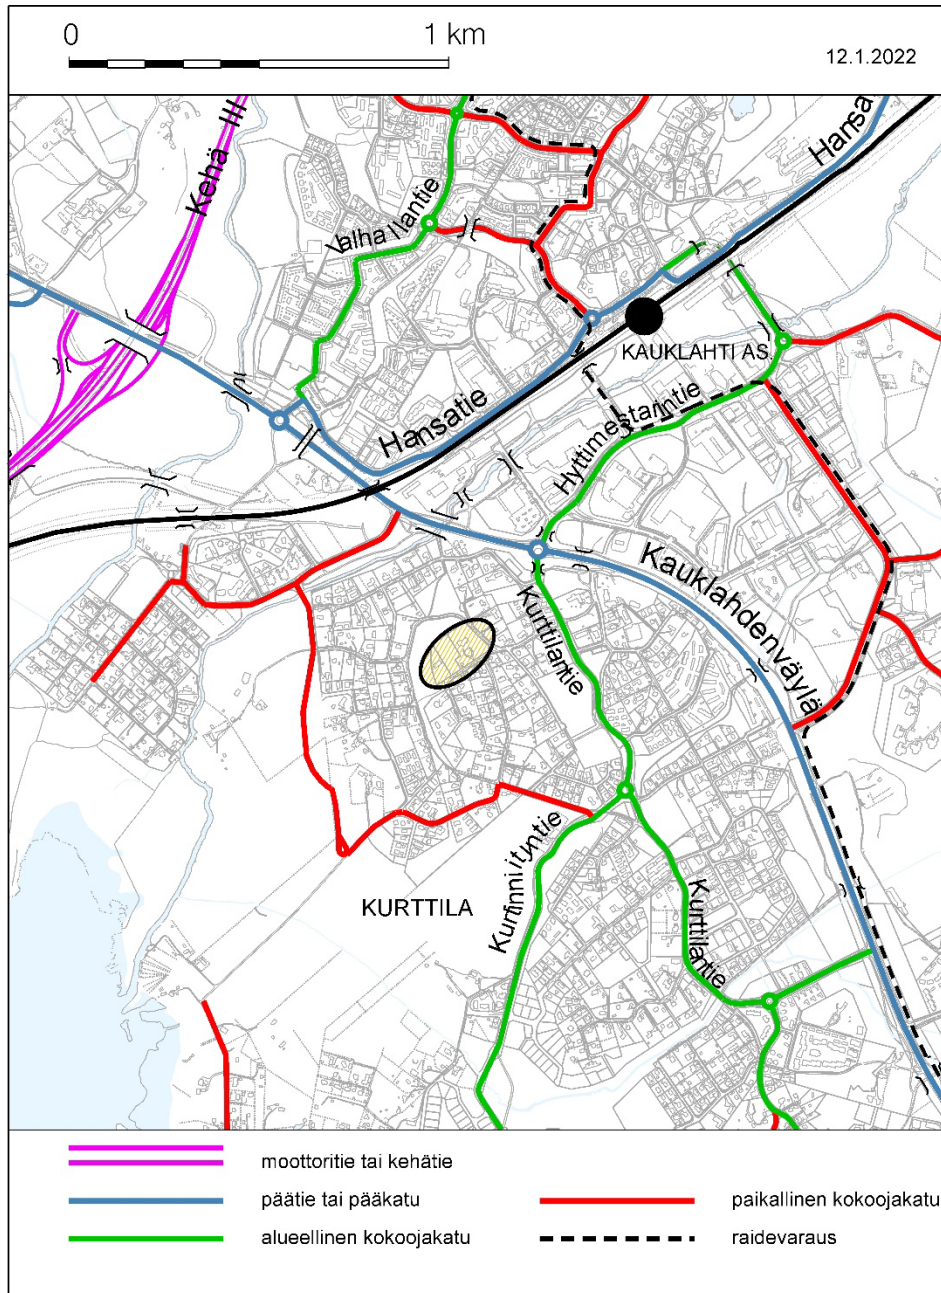 0 1 km
12.1.2022
Kehä III
Hansa
Valhallantie
KAUKLAHTI AS.
Hansatie
Hyttimestarintie
Kauklahdenväylä
Kurttilantie
Kurtinniityntie
KURTTILA
Kurttilantie
moottoritie tai kehätie
päätie tai pääkatu
paikallinen kokoojakatu
alueellinen kokoojakatu
raidevaraus